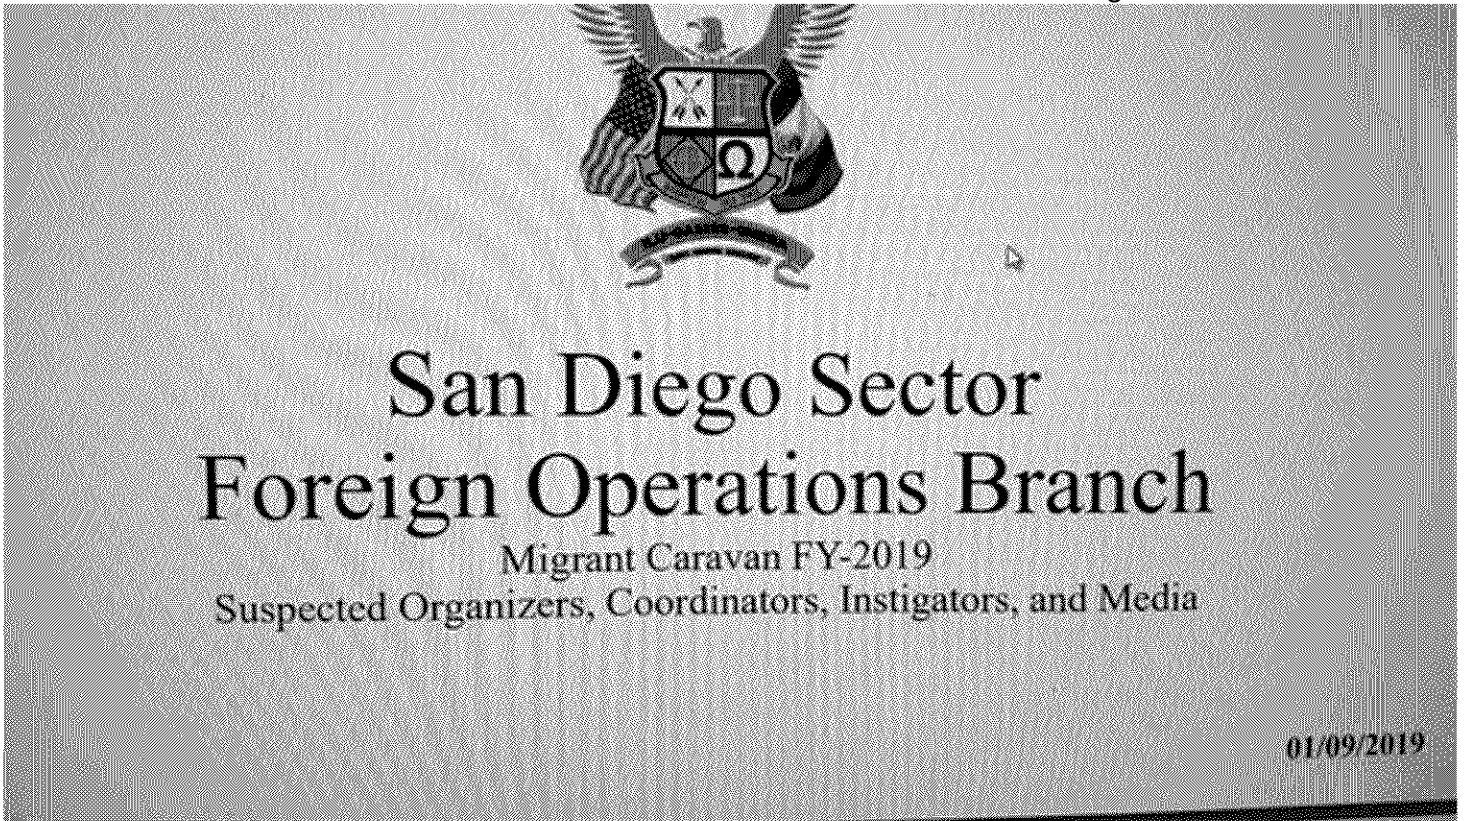 Ω
San Diego Sector
Foreign Operations Branch
Migrant Caravan FY-2019
Suspected Organizers, Coordinators, Instigators, and Media
01/09/2019